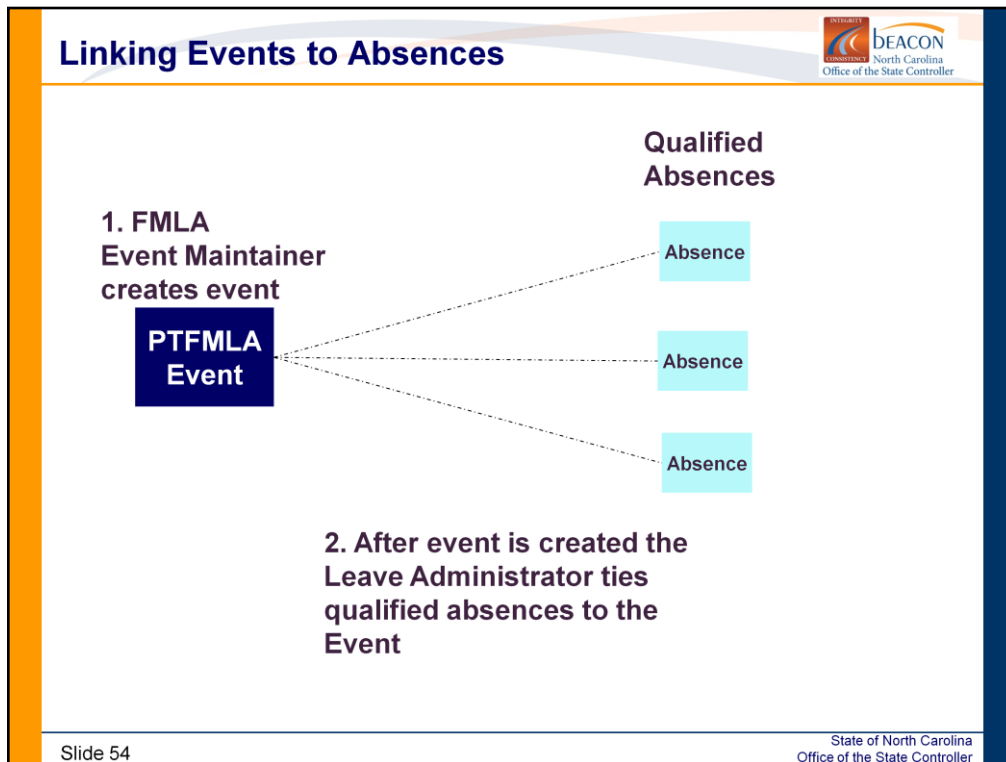 Linking Events to Absences
INTEGRITY
CONSISTENCY
bEACON
North Carolina
Office of the State Controller
Qualified
Absences
1. FMLA
Event Maintainer
creates event
PTFMLA
Event
Absence
Absence
Absence
2. After event is created the
Leave Administrator ties
qualified absences to the
Event
Slide 54
State of North Carolina
Office of the State Controller